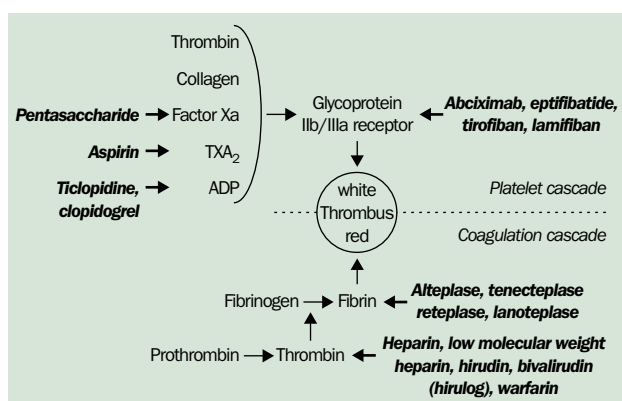 Thrombin
Collagen
Pentasaccharide
Factor Xa
Aspirin
TXA2
Ticlopidine,
clopidogrel
ADP
Glycoprotein
IIb/IIIa receptor
Abciximab, eptifibatide,
tirofiban, lamifiban
white
Thrombus
red
Platelet cascade
Coagulation cascade
Fibrinogen
Fibrin
Alteplase, tenecteplase
reteplase, lanoteplase
Prothrombin
Thrombin
Heparin, low molecular weight
heparin, hirudin, bivalirudin
(hirulog), warfarin